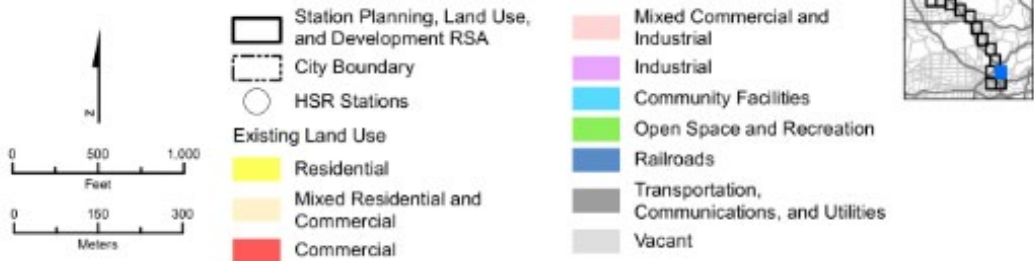 N
0 500 1,000
Feet
0 150 300
Meters
Station Planning, Land Use,
and Development RSA
City Boundary
HSR Stations
Existing Land Use
Residential
Mixed Residential and
Commercial
Commercial
Mixed Commercial and
Industrial
Industrial
Community Facilities
Open Space and Recreation
Railroads
Transportation,
Communications, and Utilities
Vacant